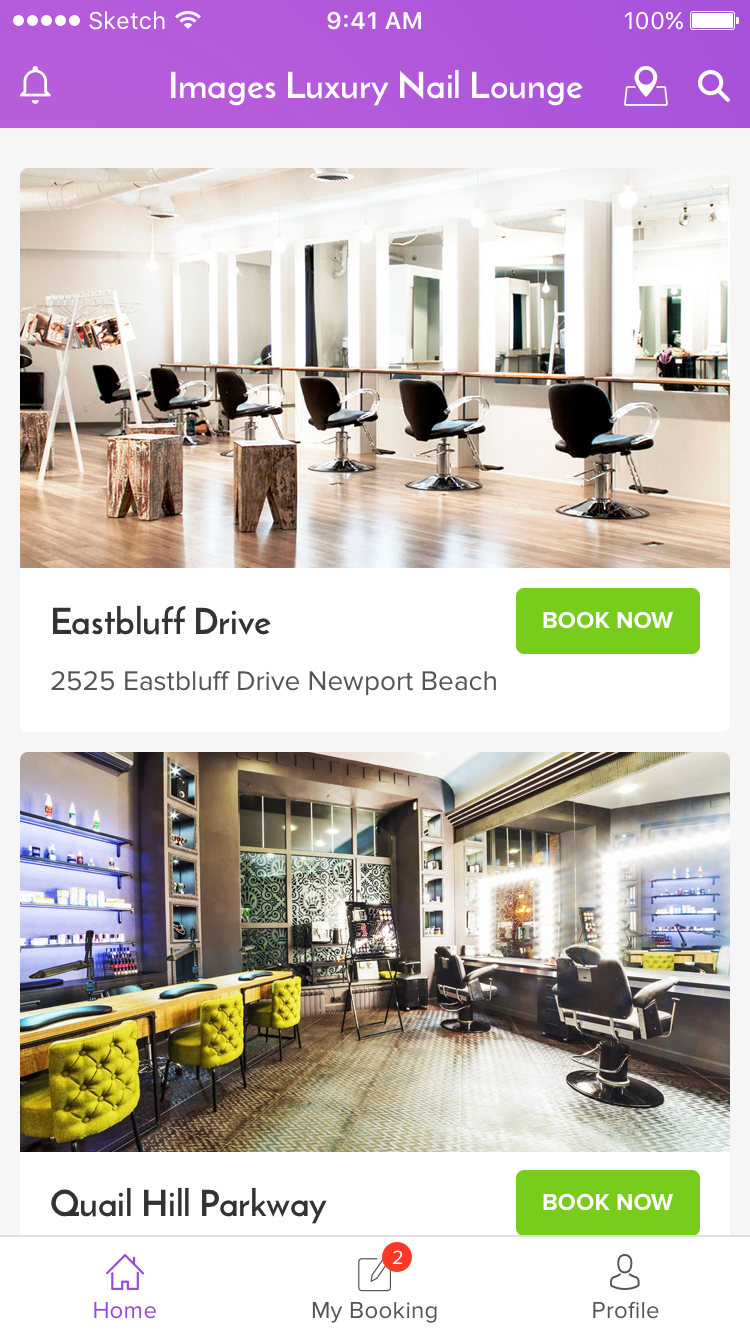 Sketch 9:41 AM 100%
Images Luxury Nail Lounge
Eastbluff Drive
BOOK NOW
2525 Eastbluff Drive Newport Beach
Quail Hill Parkway
BOOK NOW
2
Home My Booking Profile